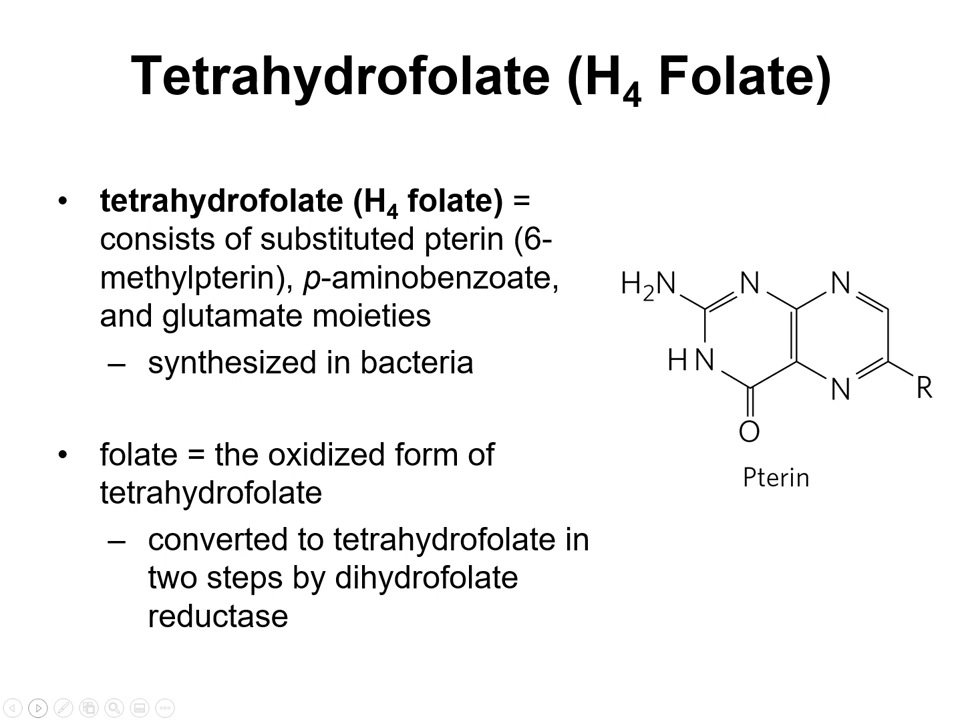 Tetrahydrofolate (H₄ Folate)
• tetrahydrofolate (H₄ folate) =
consists of substituted pterin (6-
methylpterin), p-aminobenzoate,
and glutamate moieties
– synthesized in bacteria
• folate = the oxidized form of
tetrahydrofolate
– converted to tetrahydrofolate in
two steps by dihydrofolate
reductase
H₂N N N
HN N R
O
Pterin